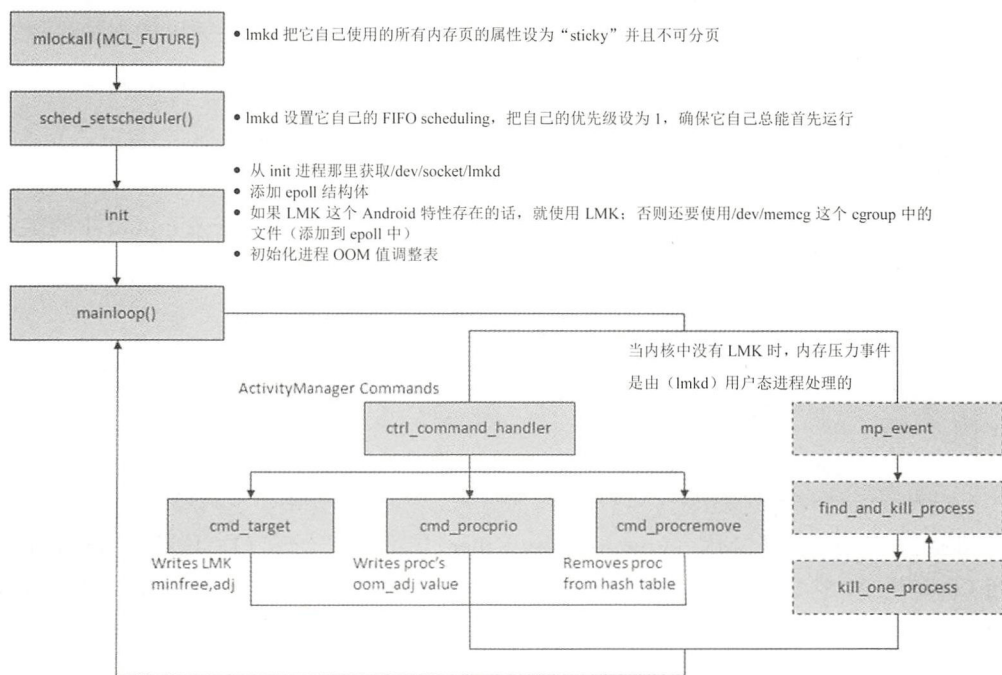 mlockall (MCL_FUTURE)
• lmkd 把它自己使用的所有内存页的属性设为“sticky”并且不可分页
sched_setscheduler()
• lmkd 设置它自己的 FIFO scheduling，把自己的优先级设为 1，确保它自己总能首先运行
init
• 从 init 进程那里获取/dev/socket/lmkd
• 添加 epoll 结构体
• 如果 LMK 这个 Android 特性存在的话，就使用 LMK；否则还要使用/dev/memcg 这个 cgroup 中的
文件（添加到 epoll 中）
• 初始化进程 OOM 值调整表
mainloop()
当内核中没有 LMK 时，内存压力事件
是由（lmkd）用户态进程处理的
ActivityManager Commands
ctrl_command_handler
mp_event
cmd_target
cmd_procprio
cmd_procremove
find_and_kill_process
Writes LMK
minfree,adj
Writes proc's
oom_adj value
Removes proc
from hash table
kill_one_process